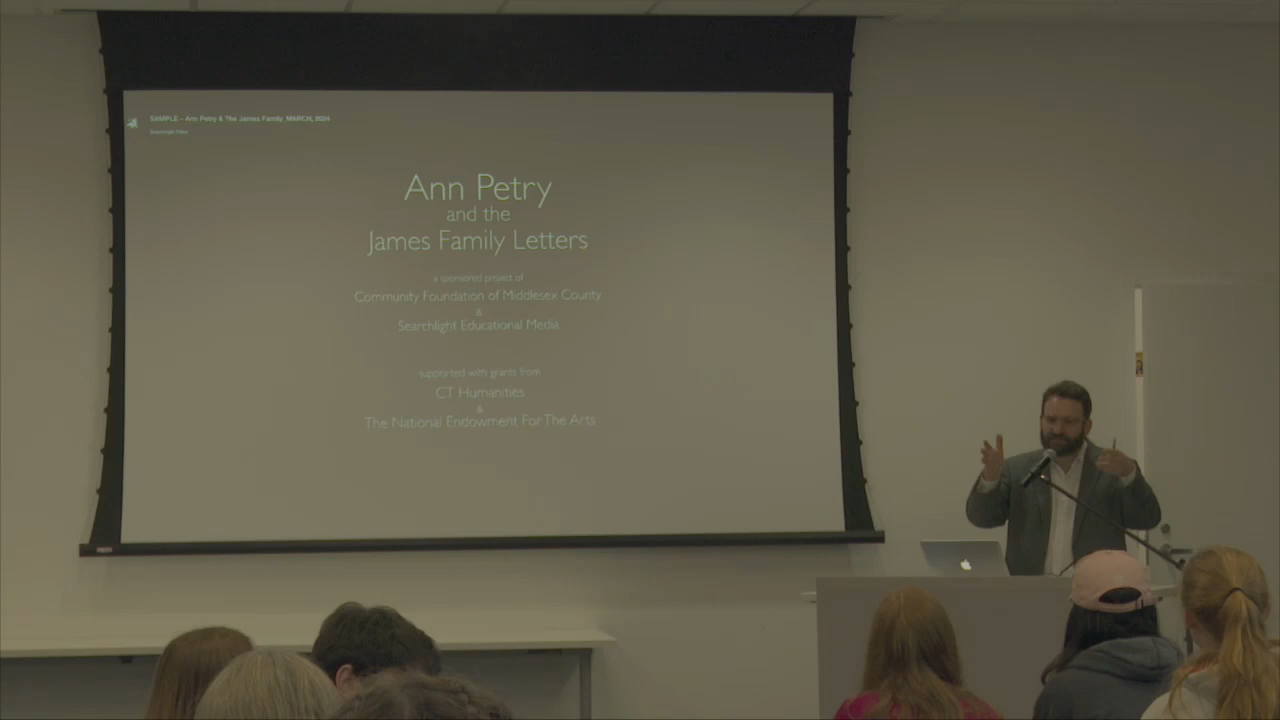 SAMPLE – Ann Petry & The James Family MARCH, 2024
Searchlight Films
Ann Petry
and the
James Family Letters
a sponsored project of
Community Foundation of Middlesex County
&
Searchlight Educational Media
supported with grants from
CT Humanities
&
The National Endowment For The Arts